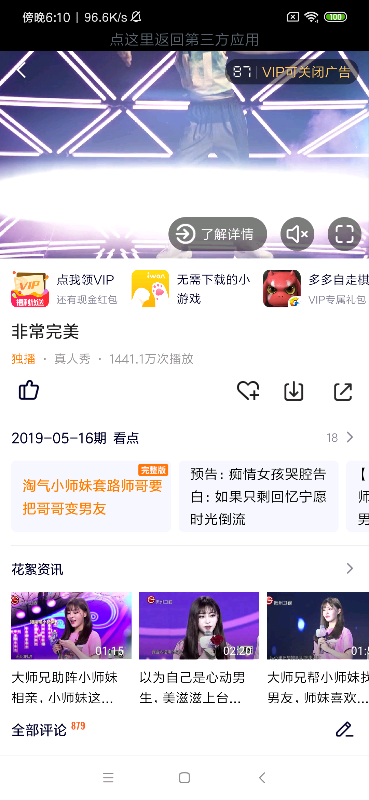 傍晚6:10 | 96.6K/s
100
点这里返回第三方应用
87 | VIP可关闭广告
了解详情
VIP
点我领VIP
还有现金红包
无需下载的小
游戏
多多自走棋
VIP专属礼包
非常完美
独播 · 真人秀 · 1441.1万次播放
2019-05-16期 看点
18
完整版
淘气小师妹套路师哥要
把哥哥变男友
预告：痴情女孩哭腔告
白：如果只剩回忆宁愿
时光倒流
【
师
男
花絮资讯
01:15
02:20
大师兄助阵小师妹
相亲，小师妹这...
以为自己是心动男
生，美滋滋上台...
大师兄帮小师妹找
男友，师妹喜欢...
全部评论 879